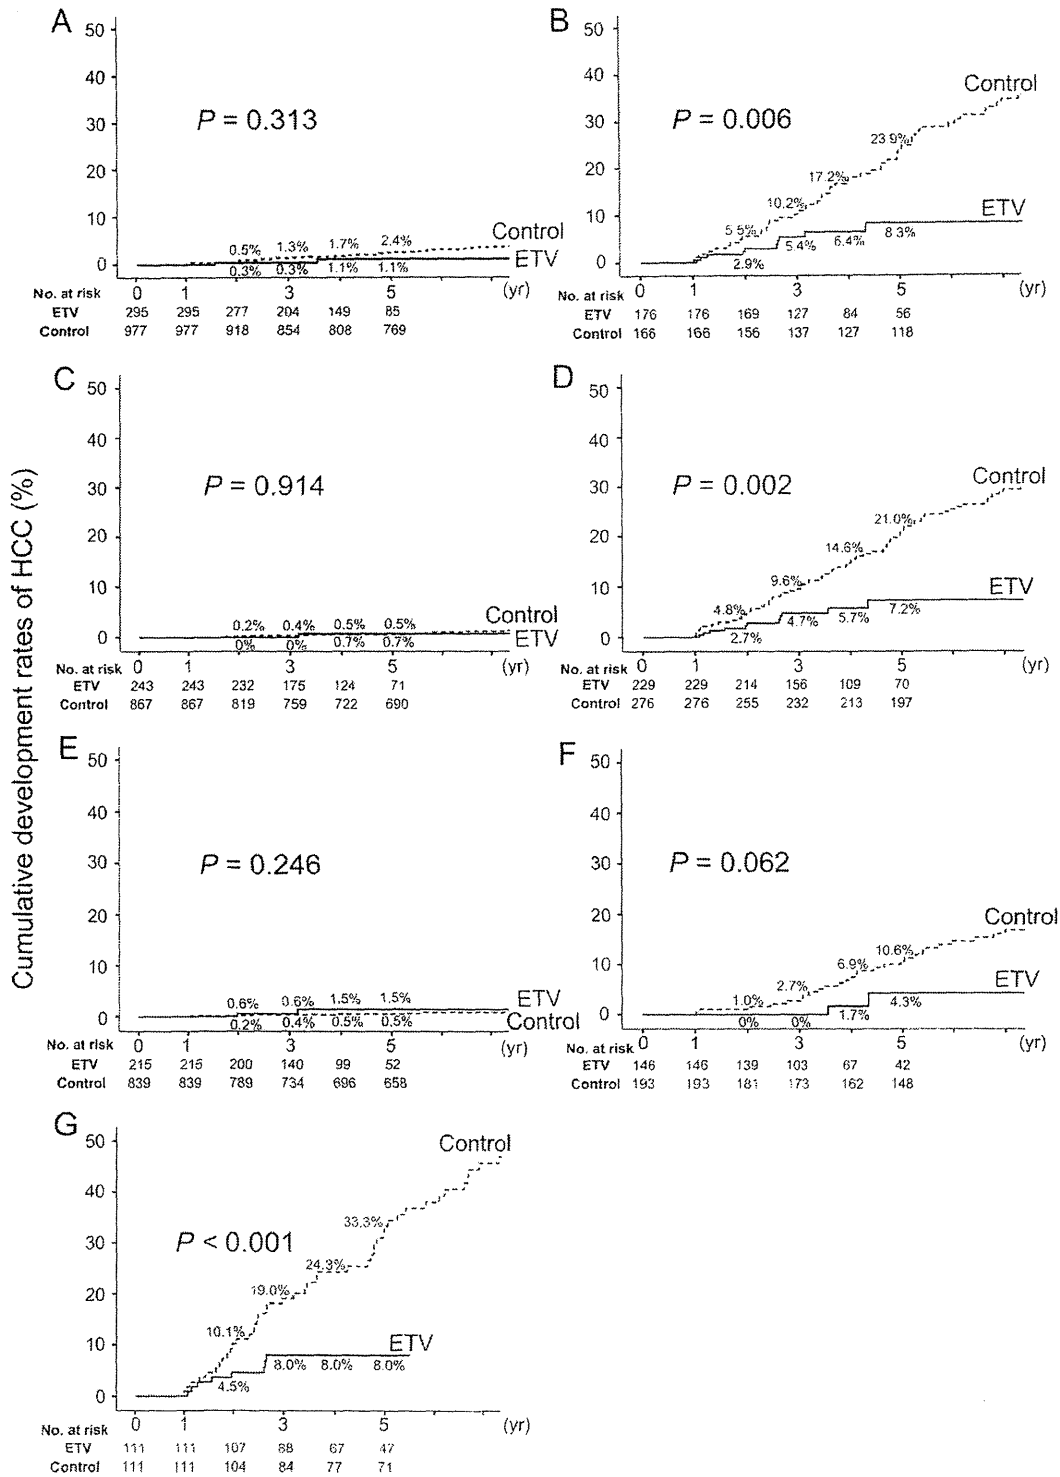 Cumulative development rates of HCC (%)
A
50
40
30
20
10
0
P = 0.313
Control
ETV
0.5% 1.3% 1.7% 2.4%
0.3% 0.3% 1.1% 1.1%
0 1 3 5 (yr)
No. at risk
ETV 295 295 277 204 149 85
Control 977 977 918 854 808 769
B
50
40
30
20
10
0
P = 0.006
Control
ETV
5.5% 10.2% 17.2% 23.9%
2.9% 5.4% 6.4% 8.3%
0 1 3 5 (yr)
No. at risk
ETV 176 176 169 127 84 56
Control 166 166 156 137 127 118
C
50
40
30
20
10
0
P = 0.914
Control
ETV
0.2% 0.4% 0.5% 0.5%
0% 0% 0.7% 0.7%
0 1 3 5 (yr)
No. at risk
ETV 243 243 232 175 124 71
Control 867 867 819 759 722 690
D
50
40
30
20
10
0
P = 0.002
Control
ETV
4.8% 9.6% 14.6% 21.0%
2.7% 4.7% 5.7% 7.2%
0 1 3 5 (yr)
No. at risk
ETV 229 229 214 156 109 70
Control 276 276 255 232 213 197
E
50
40
30
20
10
0
P = 0.246
ETV
Control
0.6% 0.6% 1.5% 1.5%
0.2% 0.4% 0.5% 0.5%
0 1 3 5 (yr)
No. at risk
ETV 215 215 200 140 99 52
Control 839 839 789 734 696 658
F
50
40
30
20
10
0
P = 0.062
Control
ETV
1.0% 2.7% 6.9% 10.6%
0% 0% 1.7% 4.3%
0 1 3 5 (yr)
No. at risk
ETV 146 146 139 103 67 42
Control 193 193 181 173 162 148
G
50
40
30
20
10
0
P < 0.001
Control
ETV
10.1% 19.0% 24.3% 33.3%
4.5% 8.0% 8.0% 8.0%
0 1 3 5 (yr)
No. at risk
ETV 111 111 107 88 67 47
Control 111 111 104 84 77 71